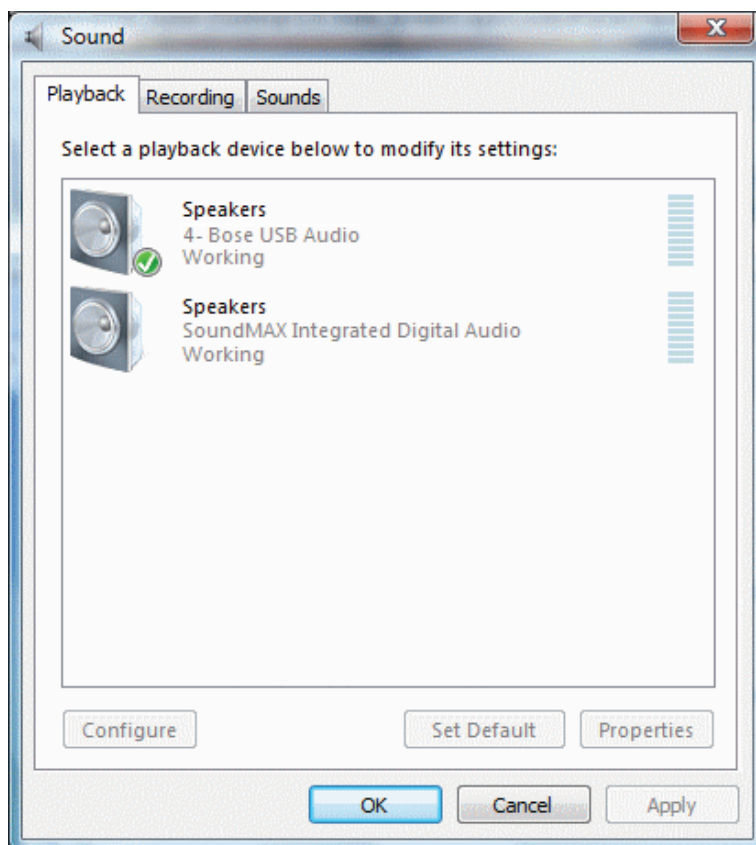 Sound
Playback Recording Sounds
Select a playback device below to modify its settings:
Speakers
4- Bose USB Audio
Working
Speakers
SoundMAX Integrated Digital Audio
Working
Configure Set Default Properties
OK Cancel Apply